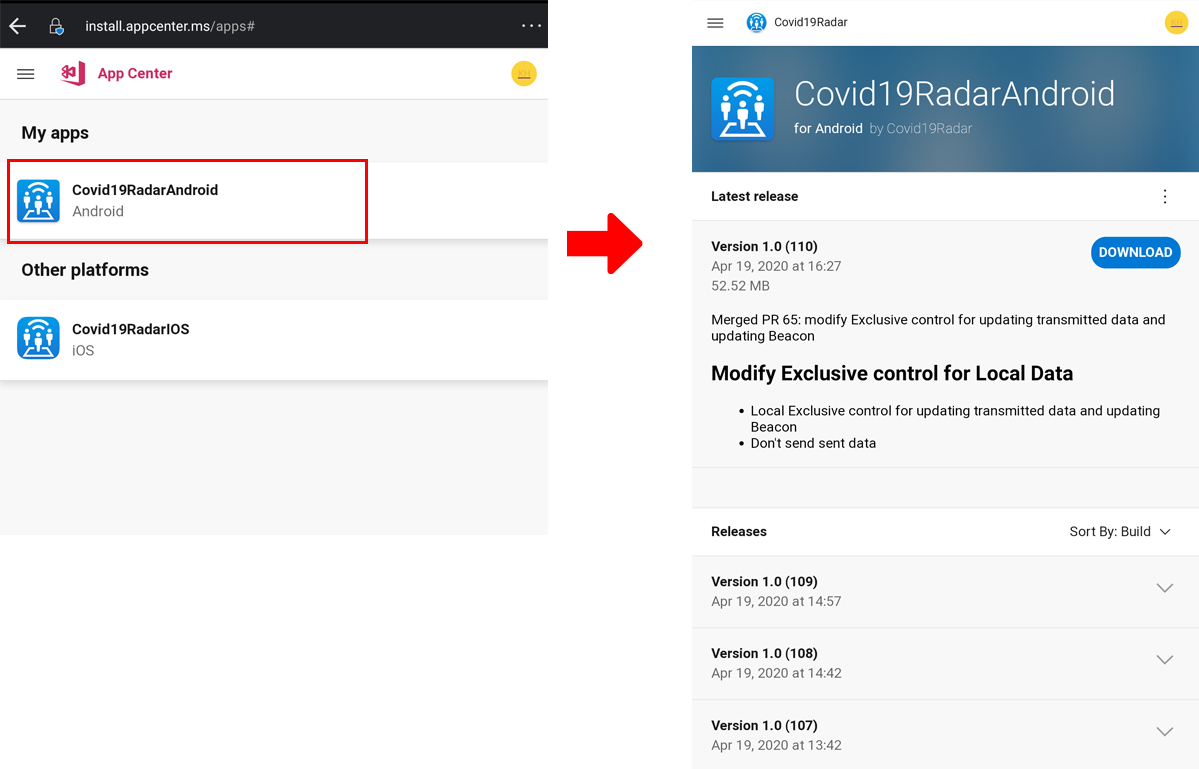 install.appcenter.ms/apps#
App Center
KH
My apps
Covid19RadarAndroid
Android
Other platforms
Covid19RadarIOS
iOS
Covid19Radar
Covid19RadarAndroid
for Android by Covid19Radar
Latest release
Version 1.0 (110)
DOWNLOAD
Apr 19, 2020 at 16:27
52.52 MB
Merged PR 65: modify Exclusive control for updating transmitted data and
updating Beacon
Modify Exclusive control for Local Data
• Local Exclusive control for updating transmitted data and updating
Beacon
• Don't send sent data
Releases
Sort By: Build
Version 1.0 (109)
Apr 19, 2020 at 14:57
Version 1.0 (108)
Apr 19, 2020 at 14:42
Version 1.0 (107)
Apr 19, 2020 at 13:42